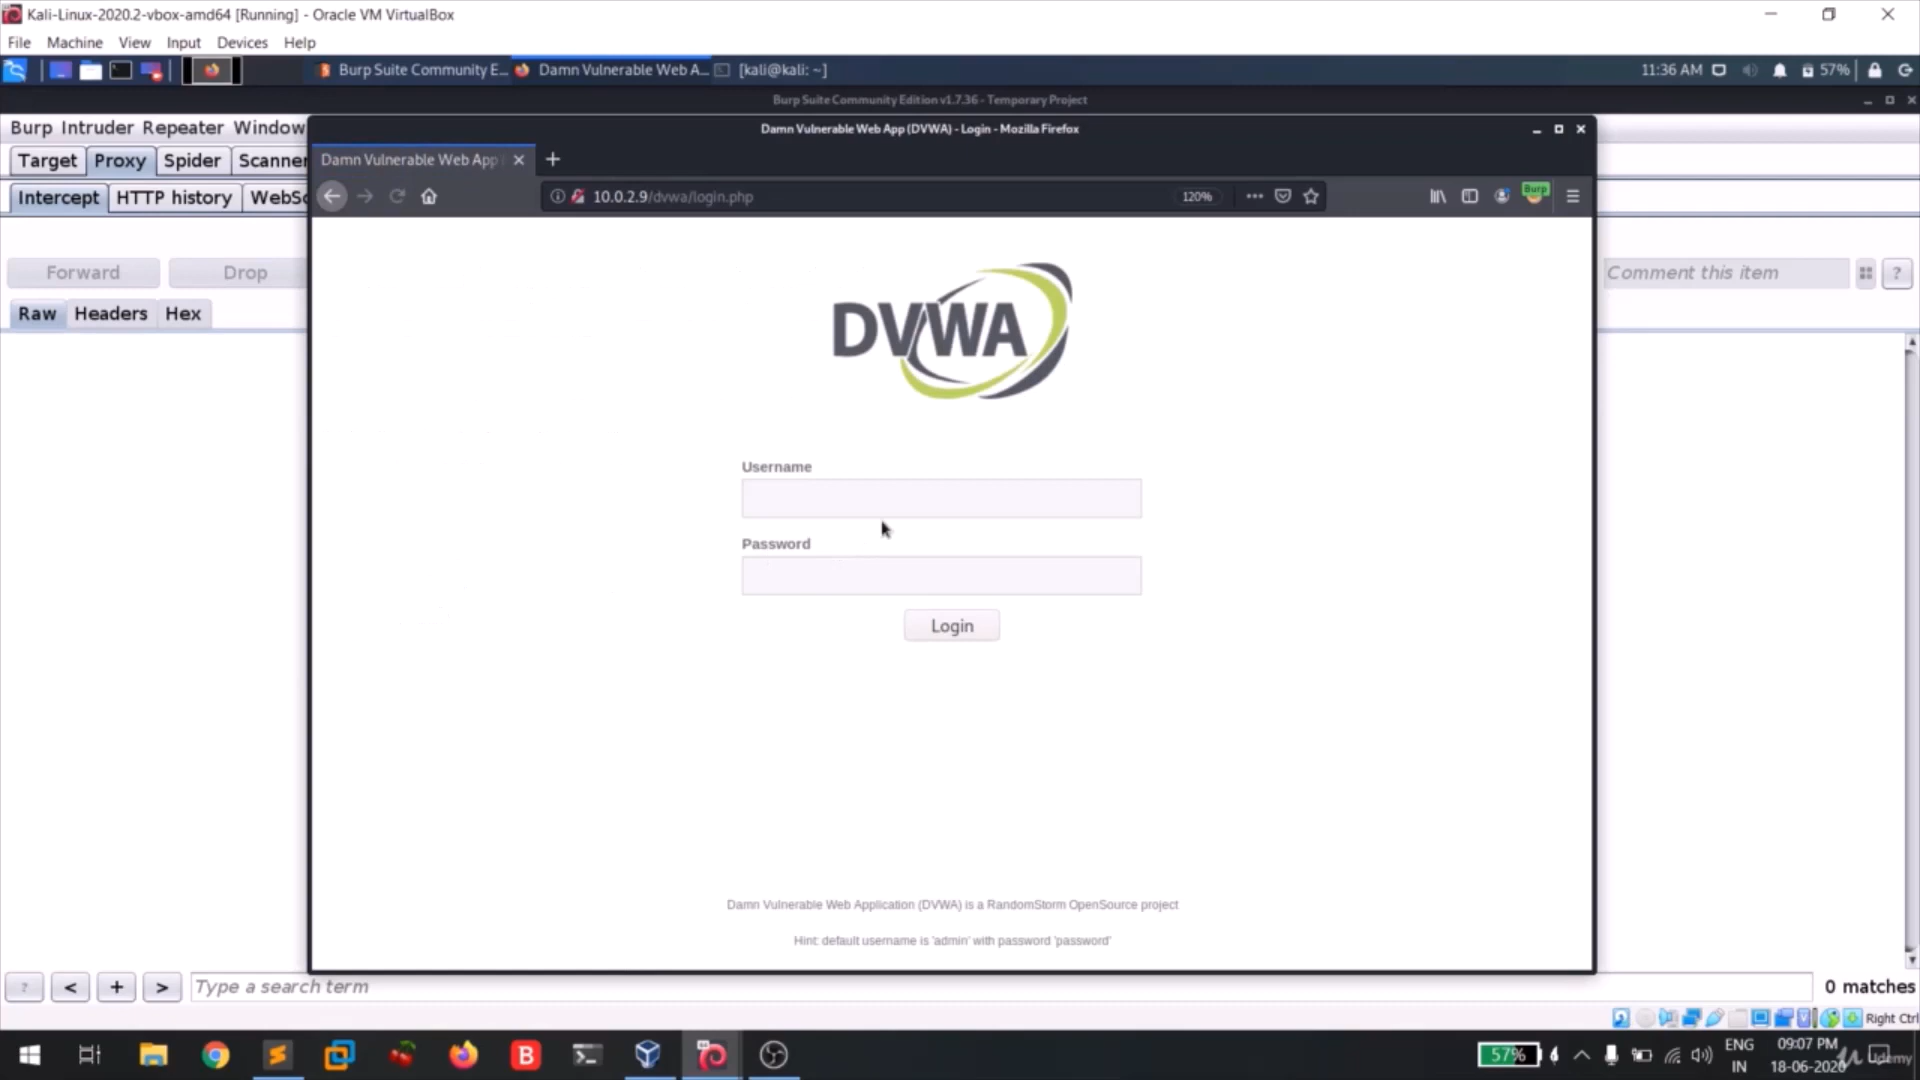 Kali-Linux-2020.2-vbox-amd64 [Running] - Oracle VM VirtualBox
File Machine View Input Devices Help
Burp Suite Community E... Damn Vulnerable Web A... [kali@kali: ~] 11:36 AM 57%
Burp Suite Community Edition v1.7.36 - Temporary Project
Burp Intruder Repeater Window
Damn Vulnerable Web App (DVWA) - Login - Mozilla Firefox
Target Proxy Spider Scanner
Damn Vulnerable Web App
Intercept HTTP history WebSo
10.0.2.9/dvwa/login.php 120% Burp
Forward Drop
Comment this item ?
Raw Headers Hex
DVWA
Username
Password
Login
Damn Vulnerable Web Application (DVWA) is a RandomStorm OpenSource project
Hint: default username is 'admin' with password 'password'
? < + > Type a search term 0 matches
Right Ctrl
57% ENG 09:07 PM
IN 18-06-2020
Udemy